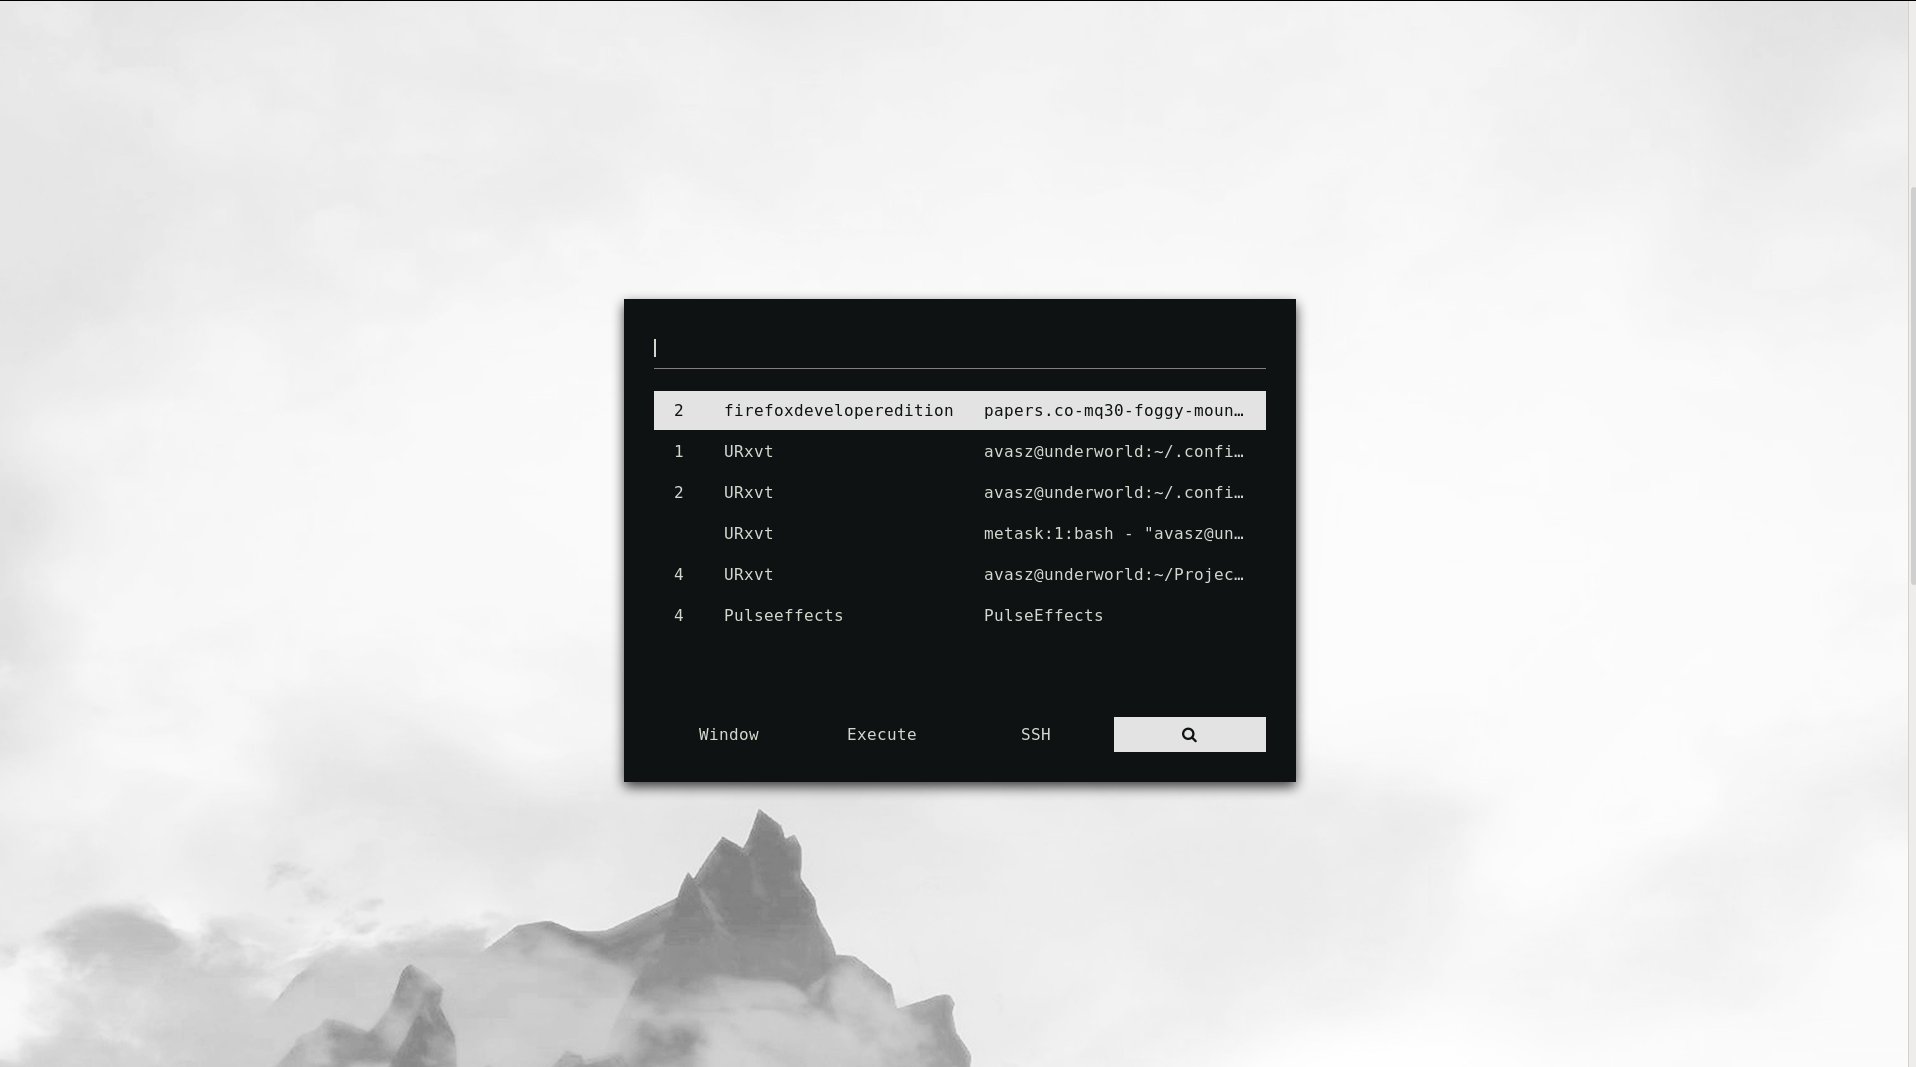 2 firefoxdeveloperedition papers.co-mq30-foggy-moun…
1 URxvt avasz@underworld:~/.confi…
2 URxvt avasz@underworld:~/.confi…
URxvt metask:1:bash - "avasz@un…
4 URxvt avasz@underworld:~/Projec…
4 Pulseeffects PulseEffects
Window Execute SSH